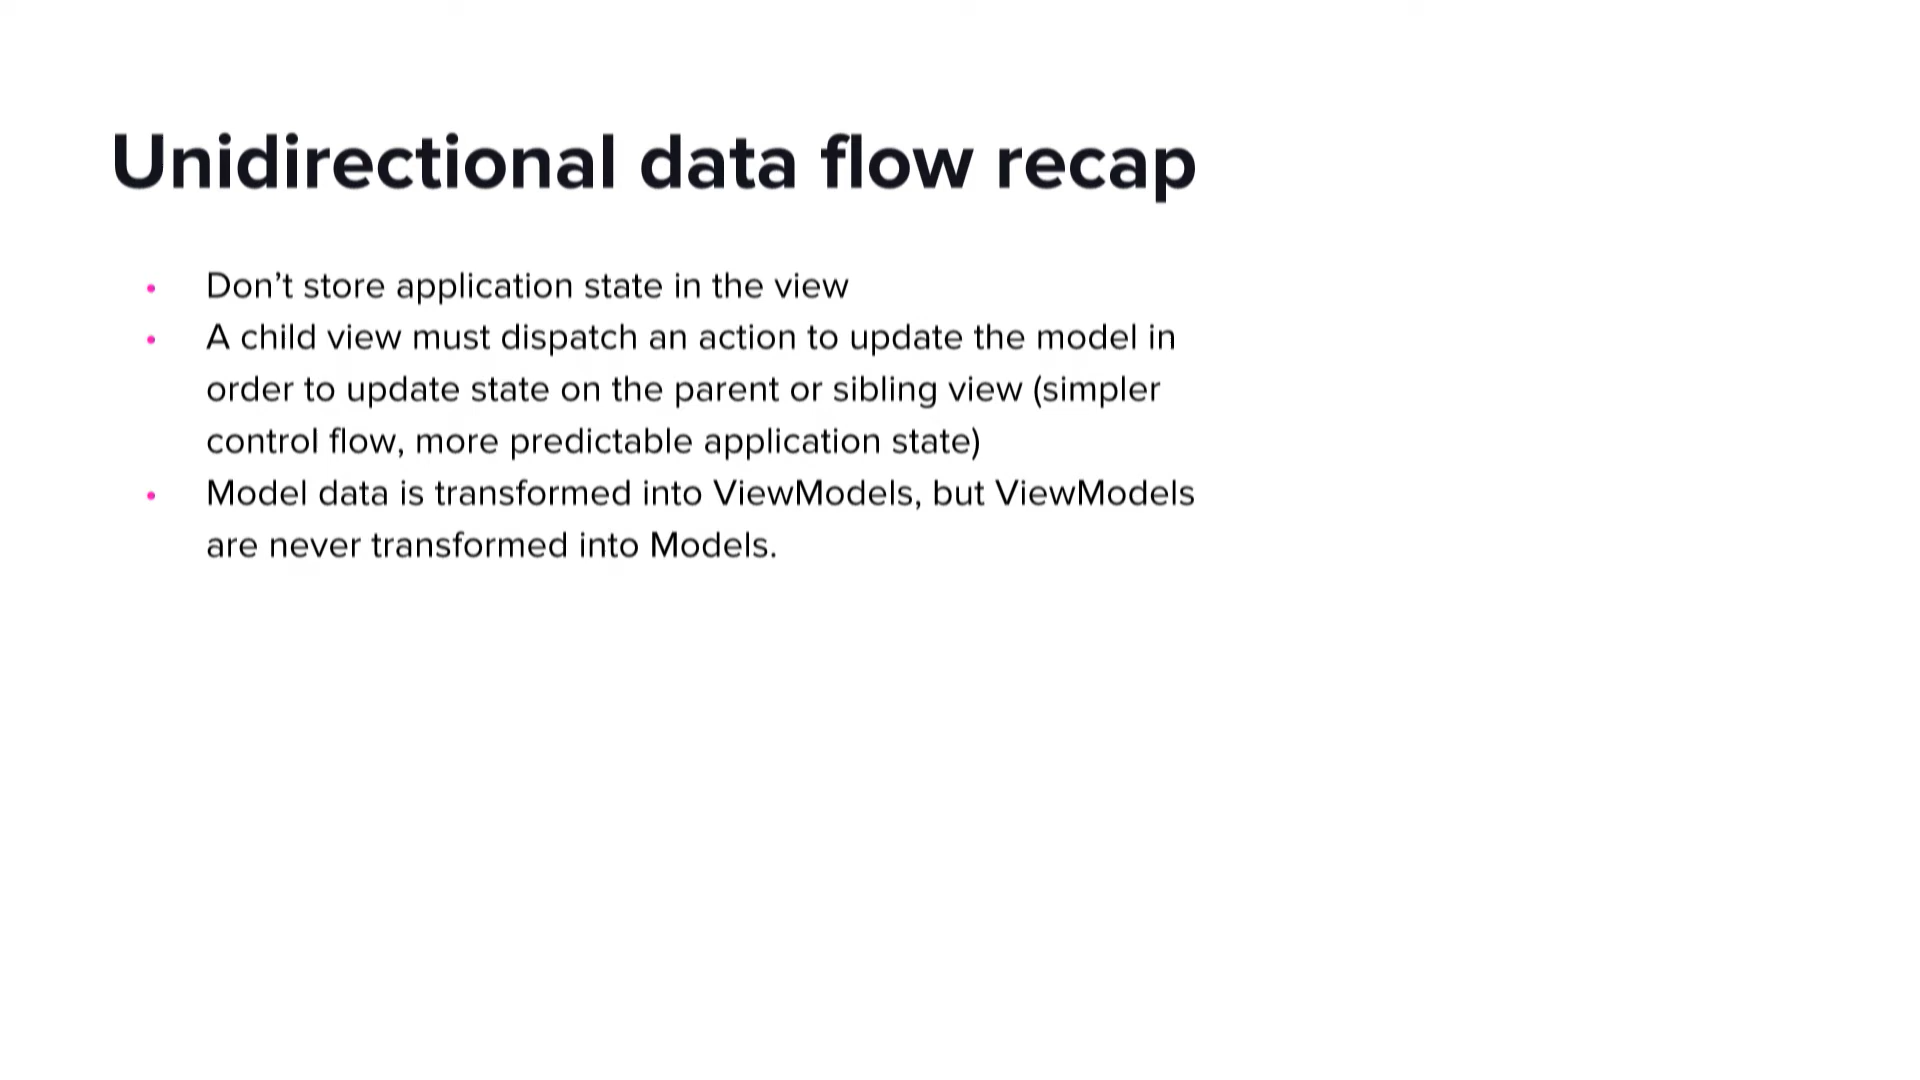 Unidirectional data flow recap
• Don’t store application state in the view
• A child view must dispatch an action to update the model in
order to update state on the parent or sibling view (simpler
control flow, more predictable application state)
• Model data is transformed into ViewModels, but ViewModels
are never transformed into Models.